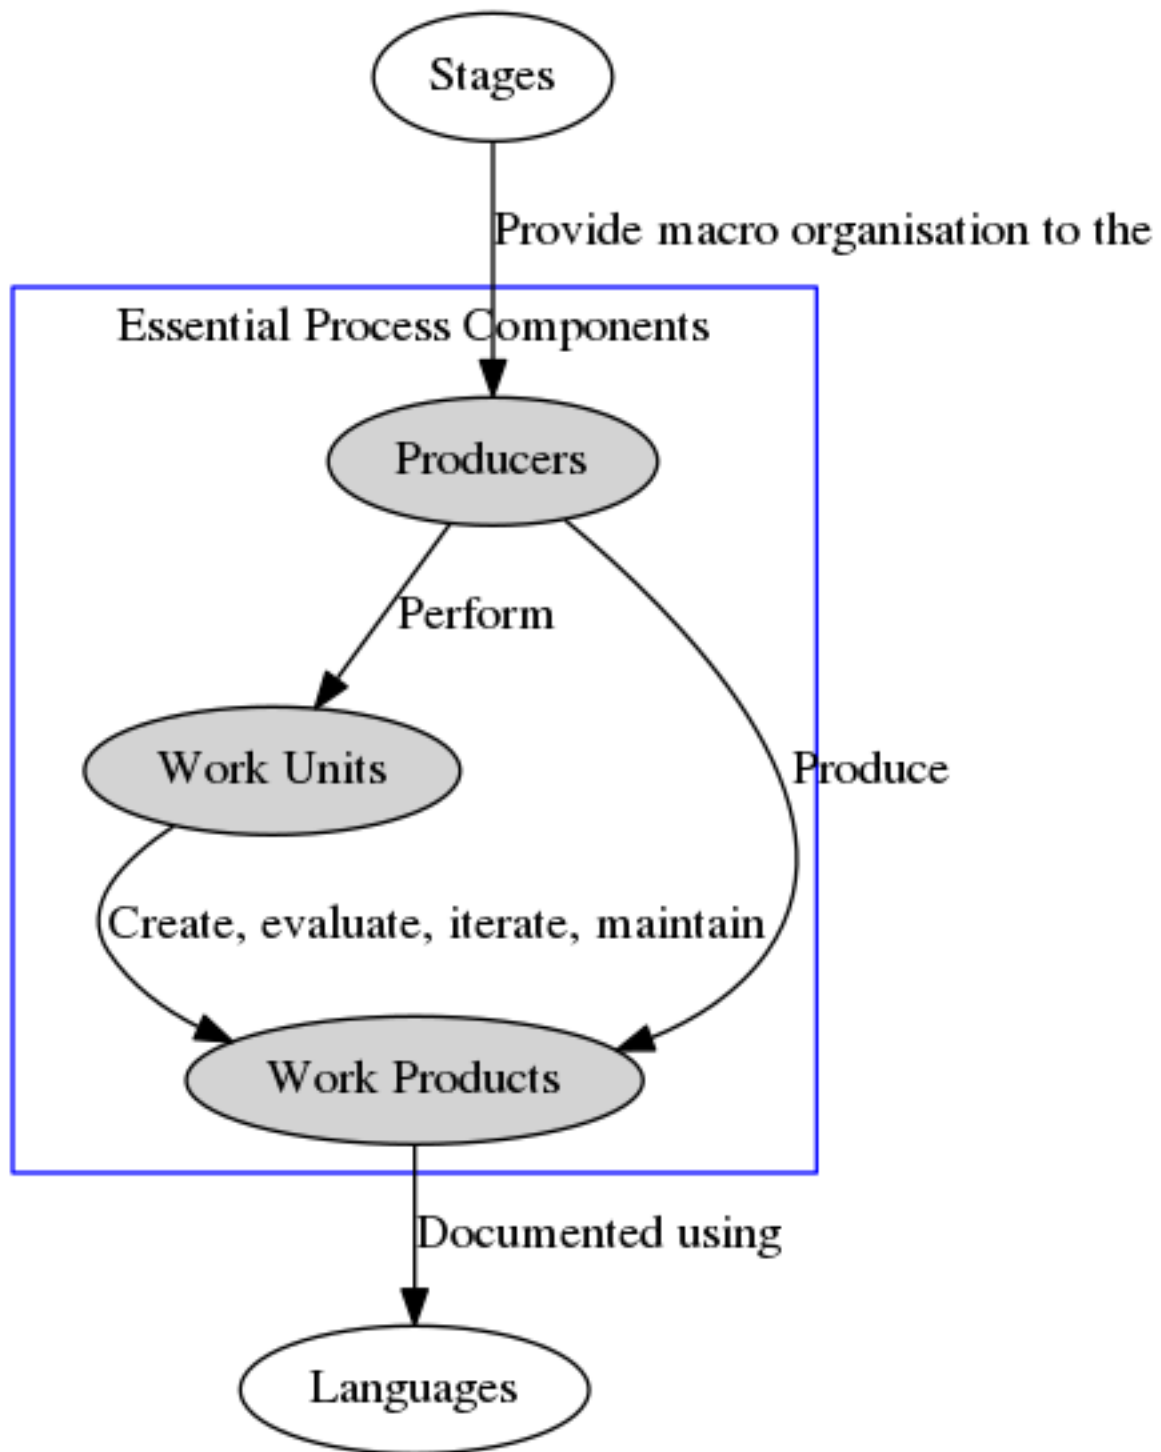 Stages
Provide macro organisation to the
Essential Process Components
Producers
Perform
Work Units
Produce
Create, evaluate, iterate, maintain
Work Products
Documented using
Languages